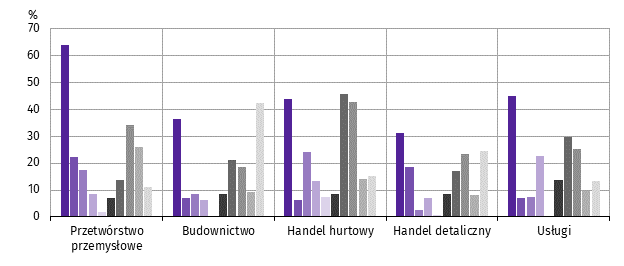 %
70
60
50
40
30
20
10
0
Przetwórstwo przemysłowe
Budownictwo
Handel hurtowy
Handel detaliczny
Usługi